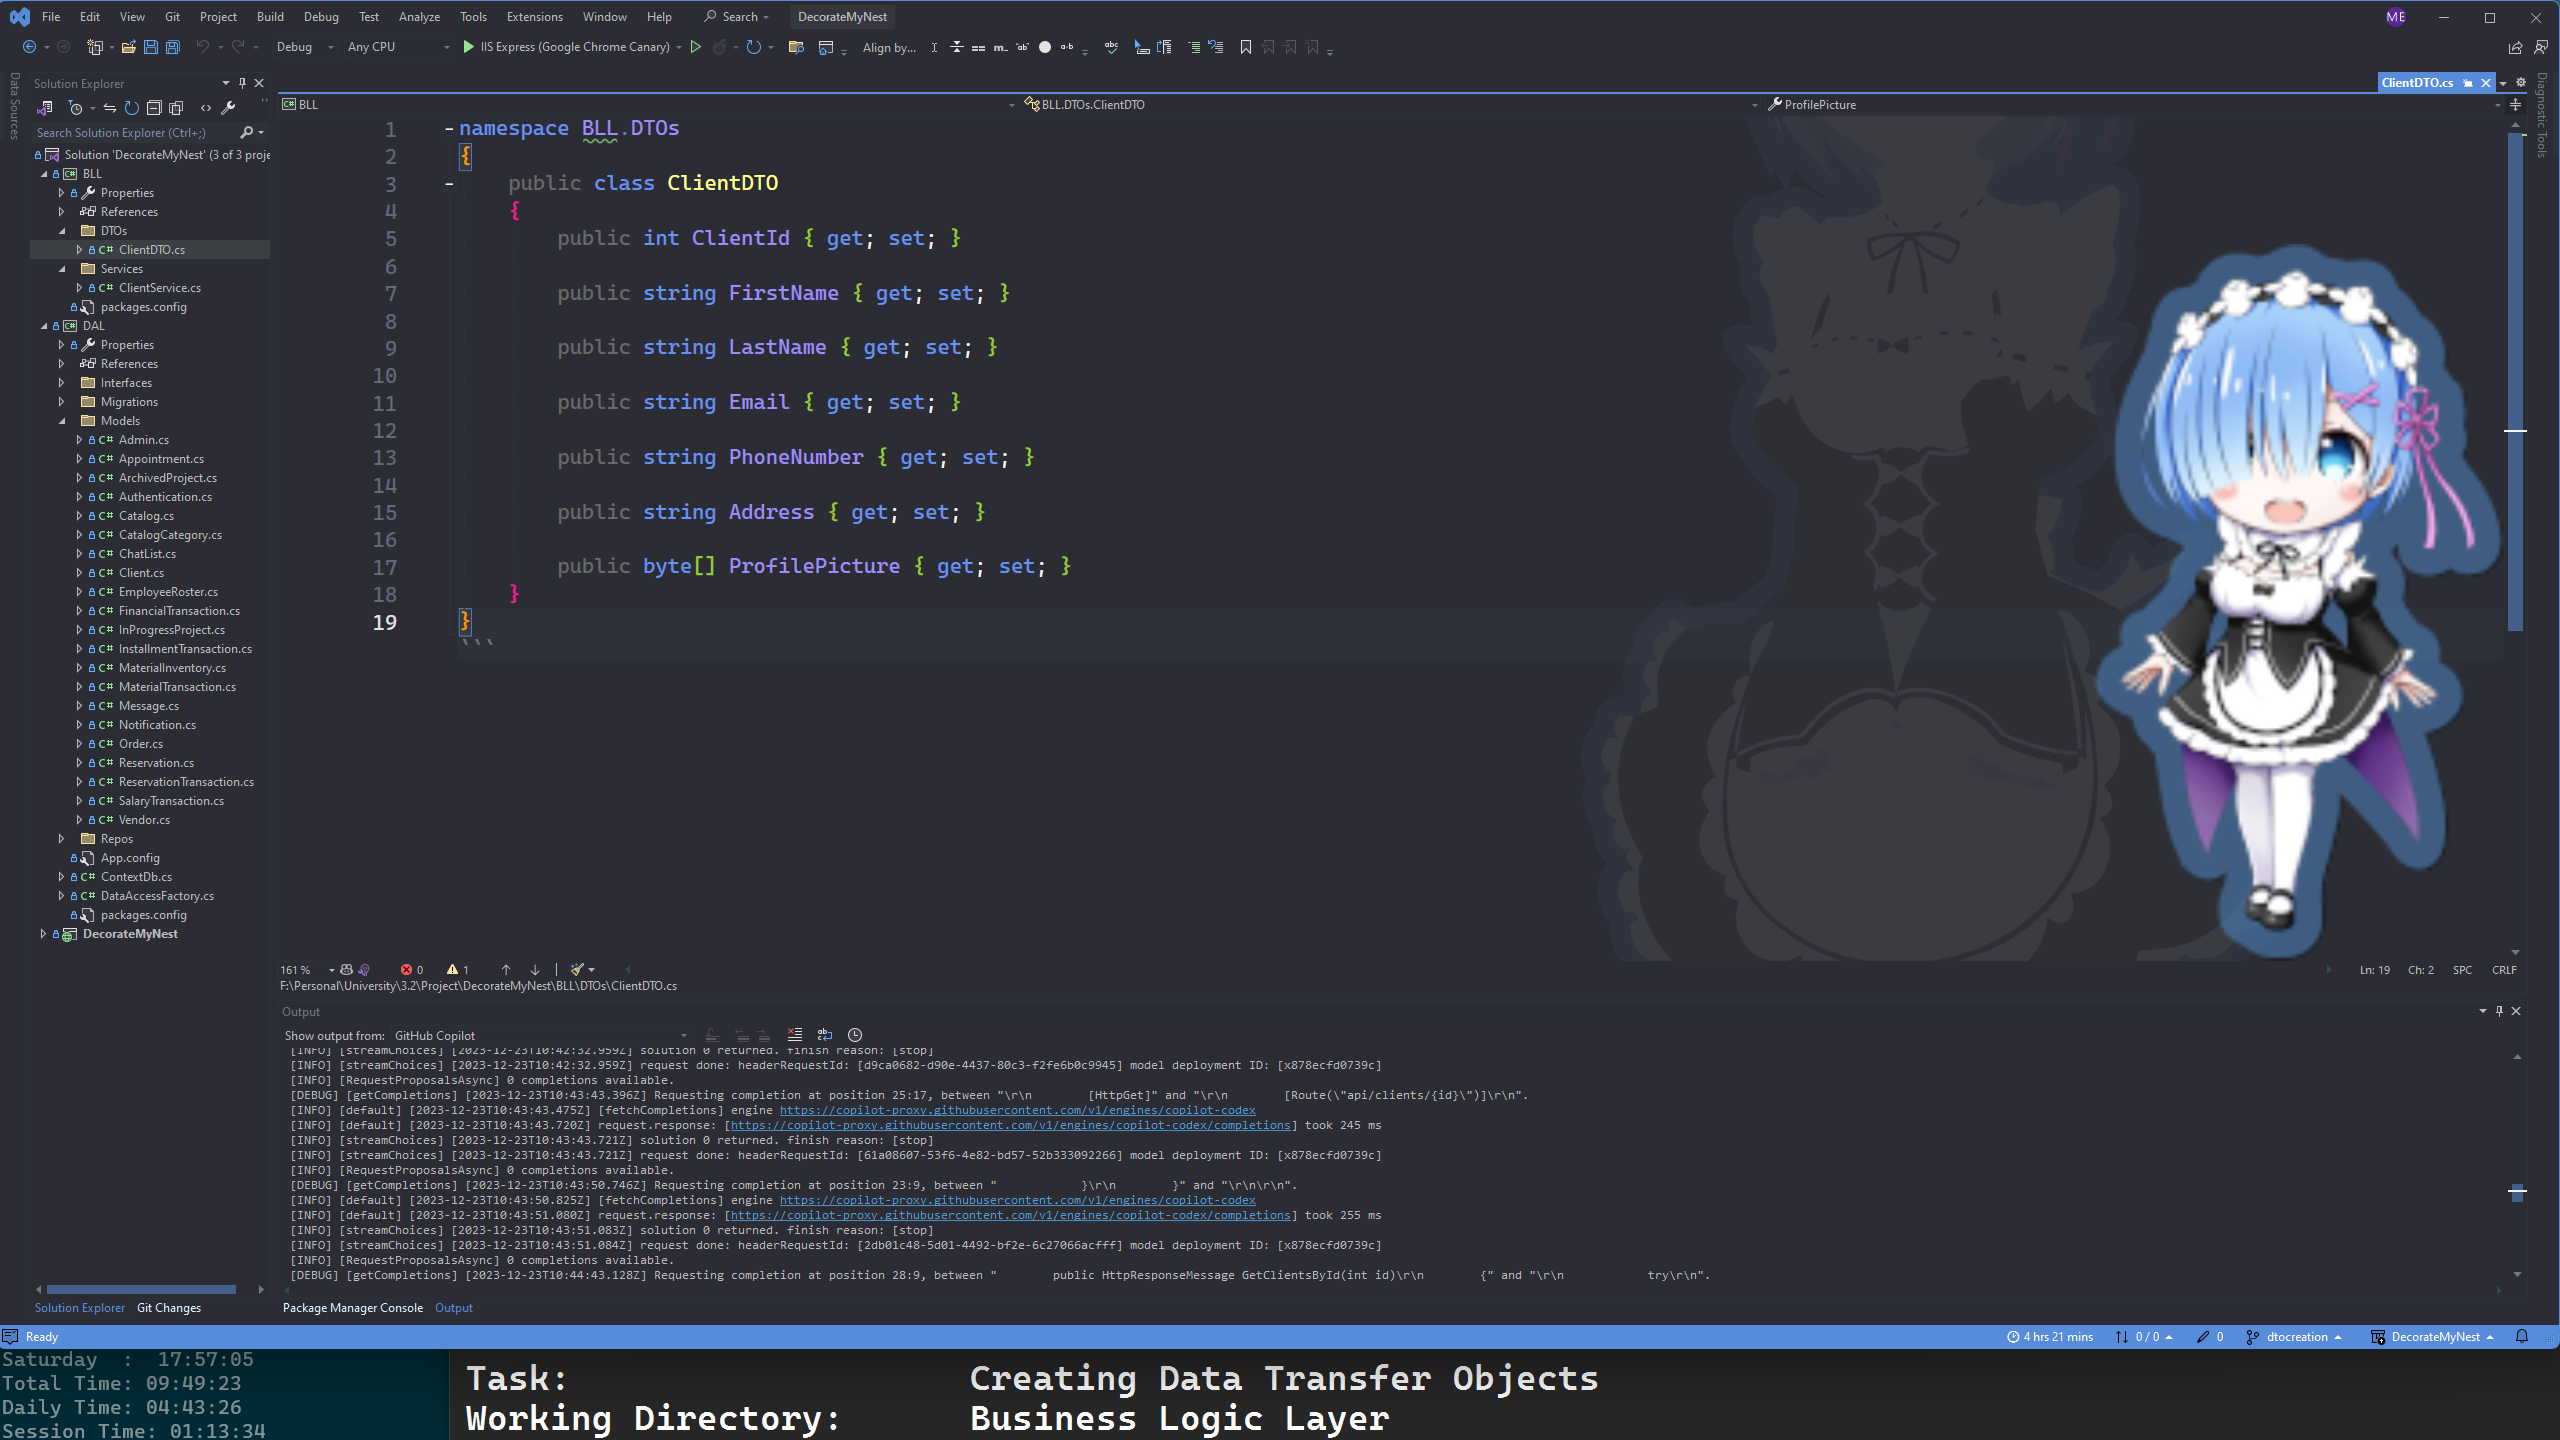 File Edit View Git Project Build Debug Test Analyze Tools Extensions Window Help Search DecorateMyNest ME
Debug Any CPU IIS Express (Google Chrome Canary) Align by...
Data Sources
Solution Explorer
Search Solution Explorer (Ctrl+;)
Solution 'DecorateMyNest' (3 of 3 proje
BLL
Properties
References
DTOs
C# ClientDTO.cs
Services
C# ClientService.cs
packages.config
DAL
Properties
References
Interfaces
Migrations
Models
C# Admin.cs
C# Appointment.cs
C# ArchivedProject.cs
C# Authentication.cs
C# Catalog.cs
C# CatalogCategory.cs
C# ChatList.cs
C# Client.cs
C# EmployeeRoster.cs
C# FinancialTransaction.cs
C# InProgressProject.cs
C# InstallmentTransaction.cs
C# MaterialInventory.cs
C# MaterialTransaction.cs
C# Message.cs
C# Notification.cs
C# Order.cs
C# Reservation.cs
C# ReservationTransaction.cs
C# SalaryTransaction.cs
C# Vendor.cs
Repos
App.config
C# ContextDb.cs
C# DataAccessFactory.cs
packages.config
DecorateMyNest
Solution Explorer Git Changes
ClientDTO.cs
Diagnostic Tools
BLL BLL.DTOs.ClientDTO ProfilePicture
1 namespace BLL.DTOs
2 {
3 public class ClientDTO
4 {
5 public int ClientId { get; set; }
6
7 public string FirstName { get; set; }
8
9 public string LastName { get; set; }
10
11 public string Email { get; set; }
12
13 public string PhoneNumber { get; set; }
14
15 public string Address { get; set; }
16
17 public byte[] ProfilePicture { get; set; }
18 }
19 }
```
161 % 0 1 Ln: 19 Ch: 2 SPC CRLF
F:\Personal\University\3.2\Project\DecorateMyNest\BLL\DTOs\ClientDTO.cs
Output
Show output from: GitHub Copilot
[INFO] [streamChoices] [2023-12-23T10:42:32.959Z] solution 0 returned. finish reason: [stop]
[INFO] [streamChoices] [2023-12-23T10:42:32.959Z] request done: headerRequestId: [d9ca0682-d90e-4437-80c3-f2fe6b0c9945] model deployment ID: [x878ecfd0739c]
[INFO] [RequestProposalsAsync] 0 completions available.
[DEBUG] [getCompletions] [2023-12-23T10:43:43.396Z] Requesting completion at position 25:17, between "\r\n        [HttpGet]" and "\r\n        [Route(\"api/clients/{id}\")]\r\n".
[INFO] [default] [2023-12-23T10:43:43.475Z] [fetchCompletions] engine https://copilot-proxy.githubusercontent.com/v1/engines/copilot-codex
[INFO] [default] [2023-12-23T10:43:43.720Z] request.response: [https://copilot-proxy.githubusercontent.com/v1/engines/copilot-codex/completions] took 245 ms
[INFO] [streamChoices] [2023-12-23T10:43:43.721Z] solution 0 returned. finish reason: [stop]
[INFO] [streamChoices] [2023-12-23T10:43:43.721Z] request done: headerRequestId: [61a08607-53f6-4e82-bd57-52b333092266] model deployment ID: [x878ecfd0739c]
[INFO] [RequestProposalsAsync] 0 completions available.
[DEBUG] [getCompletions] [2023-12-23T10:43:50.746Z] Requesting completion at position 23:9, between "            }\r\n        }" and "\r\n\r\n".
[INFO] [default] [2023-12-23T10:43:50.825Z] [fetchCompletions] engine https://copilot-proxy.githubusercontent.com/v1/engines/copilot-codex
[INFO] [default] [2023-12-23T10:43:51.080Z] request.response: [https://copilot-proxy.githubusercontent.com/v1/engines/copilot-codex/completions] took 255 ms
[INFO] [streamChoices] [2023-12-23T10:43:51.083Z] solution 0 returned. finish reason: [stop]
[INFO] [streamChoices] [2023-12-23T10:43:51.084Z] request done: headerRequestId: [2db01c48-5d01-4492-bf2e-6c27066acfff] model deployment ID: [x878ecfd0739c]
[INFO] [RequestProposalsAsync] 0 completions available.
[DEBUG] [getCompletions] [2023-12-23T10:44:43.128Z] Requesting completion at position 28:9, between "        public HttpResponseMessage GetClientsById(int id)\r\n        {" and "\r\n            try\r\n".
Package Manager Console Output
Ready 4 hrs 21 mins 0 / 0 0 dtocreation DecorateMyNest
Saturday  :  17:57:05
Total Time: 09:49:23
Daily Time: 04:43:26
Session Time: 01:13:34
Task: Creating Data Transfer Objects
Working Directory: Business Logic Layer